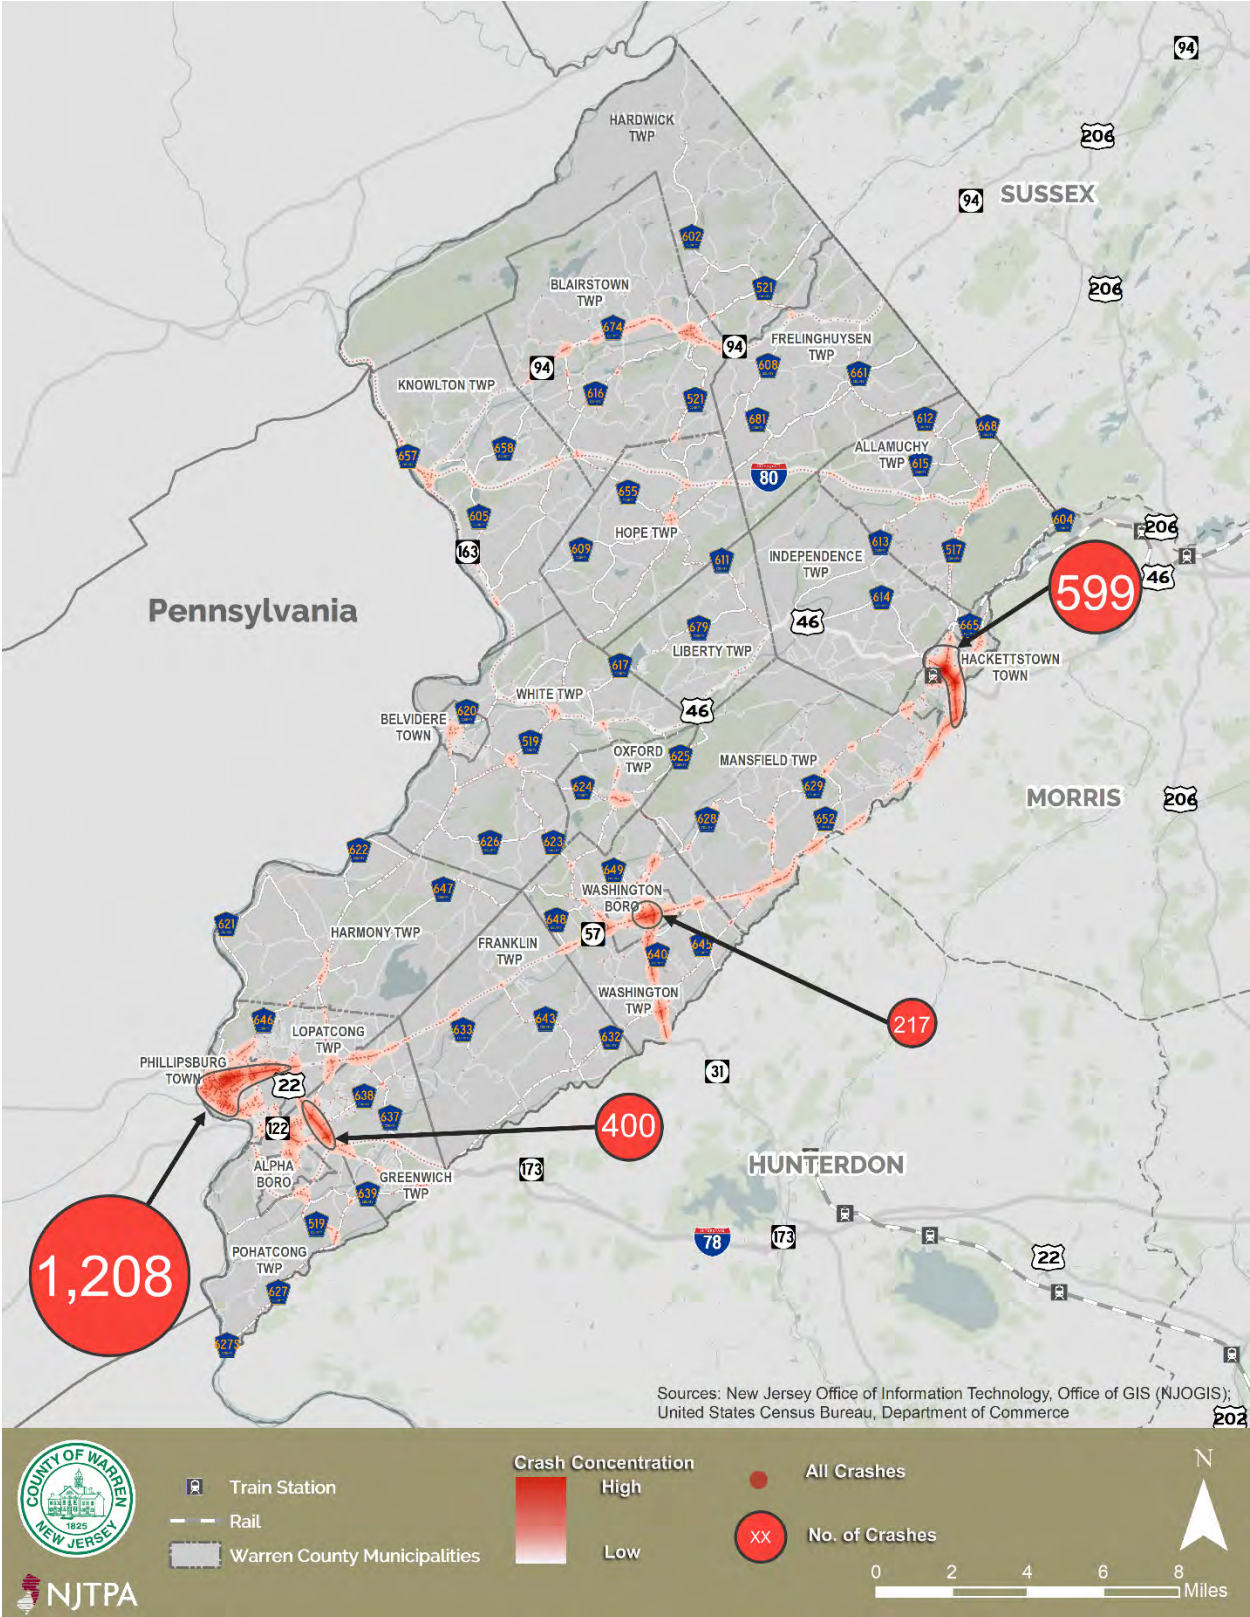 94
HARDWICK
TWP
206
94
SUSSEX
602
206
BLAIRSTOWN
TWP
521
674
94
FRELINGHUYSEN
TWP
94
608
661
KNOWLTON TWP
616
521
681
612
668
657
658
ALLAMUCHY
TWP
615
80
655
605
604
206
HOPE TWP
163
609
611
613
517
INDEPENDENCE
TWP
46
599
614
Pennsylvania
46
679
665
LIBERTY TWP
617
HACKETTSTOWN
TOWN
WHITE TWP
46
620
BELVIDERE
TOWN
519
OXFORD
TWP
625
MANSFIELD TWP
624
629
MORRIS
206
628
652
626
623
622
649
647
WASHINGTON
BORO
621
648
HARMONY TWP
57
FRANKLIN
TWP
645
640
WASHINGTON
TWP
646
643
217
LOPATCONG
TWP
633
632
PHILLIPSBURG
TOWN
31
22
638
637
122
400
ALPHA
BORO
GREENWICH
TWP
173
HUNTERDON
639
519
78
173
22
POHATCONG
TWP
1,208
627
627S
Sources: New Jersey Office of Information Technology, Office of GIS (NJOGIS);
United States Census Bureau, Department of Commerce
202
COUNTY OF WARREN
1825
NEW JERSEY
NJTPA
Train Station
Rail
Warren County Municipalities
Crash Concentration
High
Low
All Crashes
XX
No. of Crashes
N
0 2 4 6 8
Miles